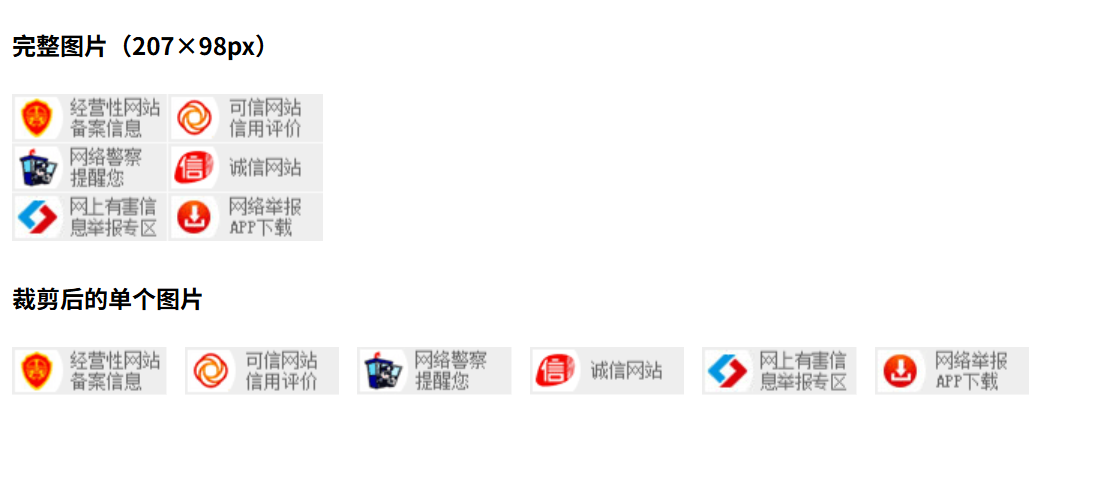 完整图片（207×98px）
经营性网站
备案信息
可信网站
信用评价
网络警察
提醒您
信
诚信网站
网上有害信
息举报专区
网络举报
APP下载
裁剪后的单个图片
经营性网站
备案信息
可信网站
信用评价
网络警察
提醒您
信
诚信网站
网上有害信
息举报专区
网络举报
APP下载